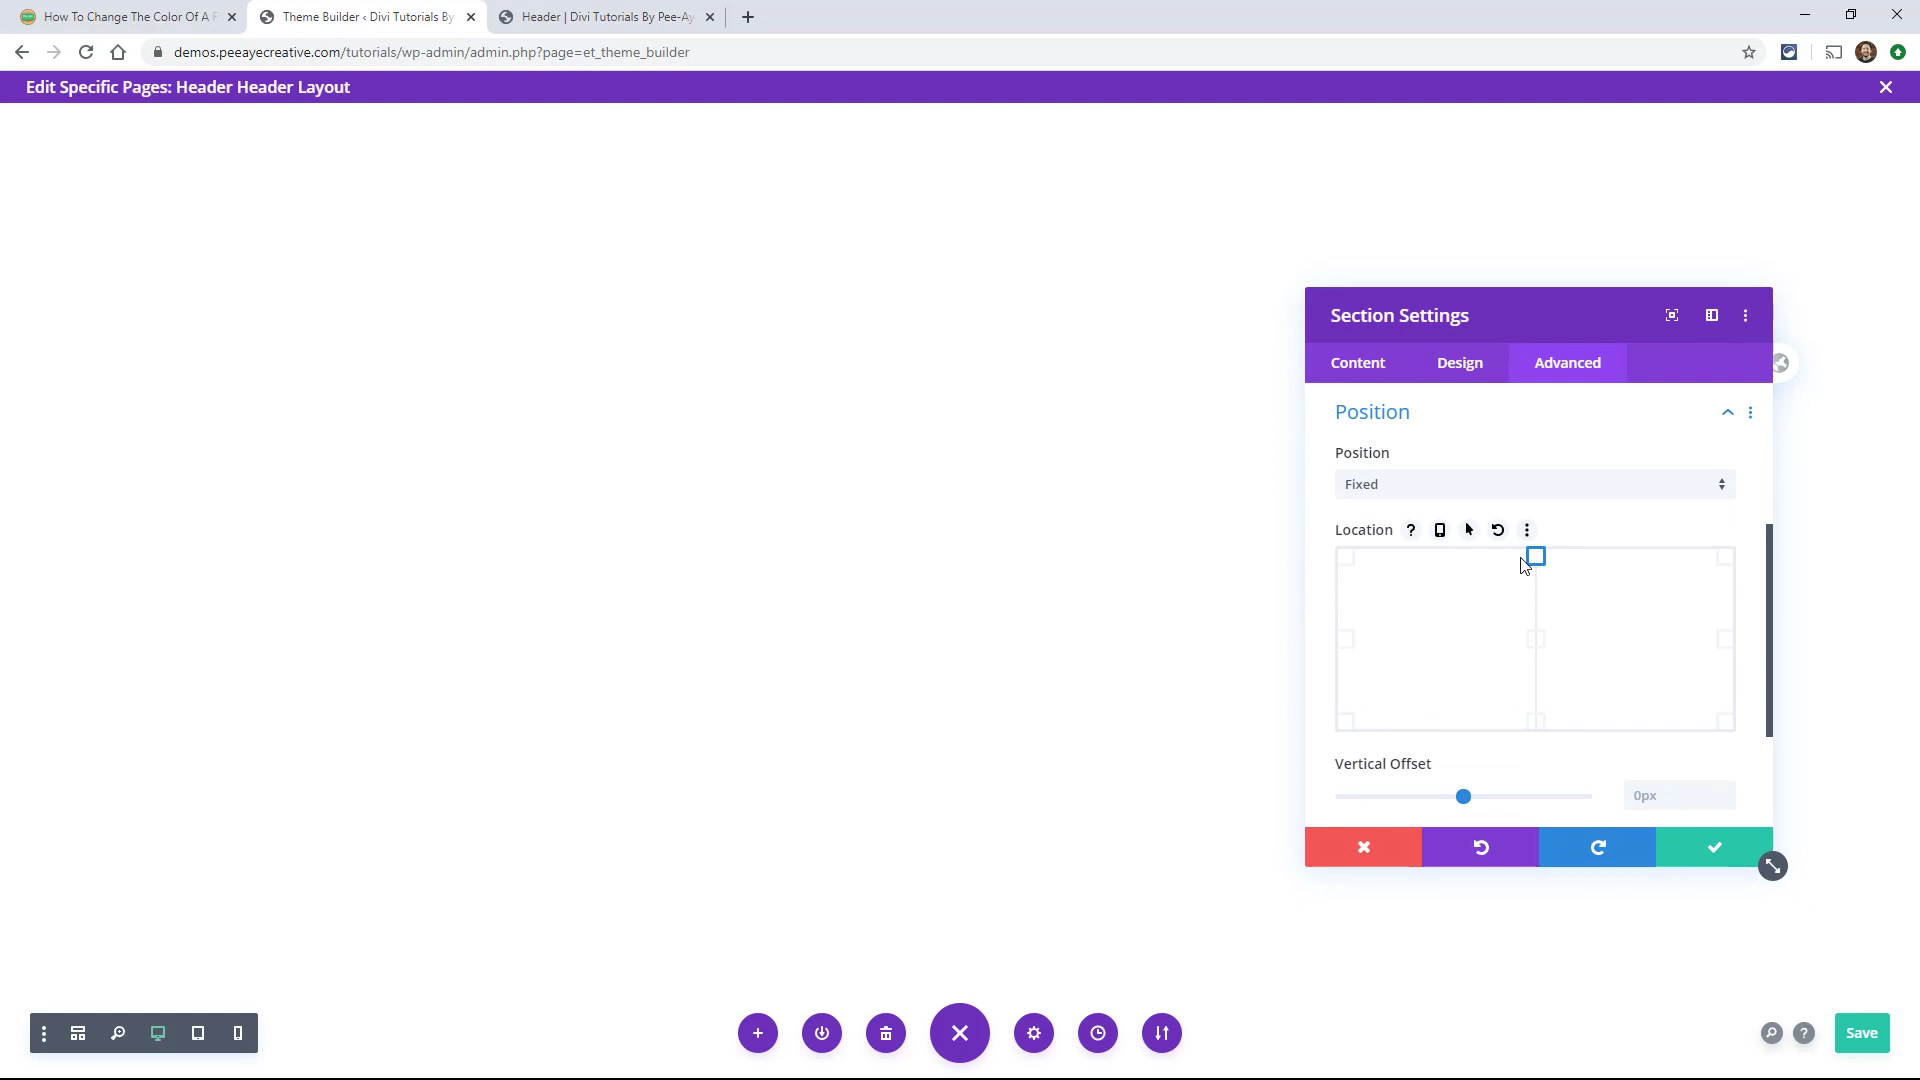 How To Change The Color Of A F
Theme Builder ‹ Divi Tutorials By
Header | Divi Tutorials By Pee-Ay
demos.peeayecreative.com/tutorials/wp-admin/admin.php?page=et_theme_builder
Edit Specific Pages: Header Header Layout
Section Settings
Content Design Advanced
Position
Position
Fixed
Location ?
Vertical Offset
0px
? Save